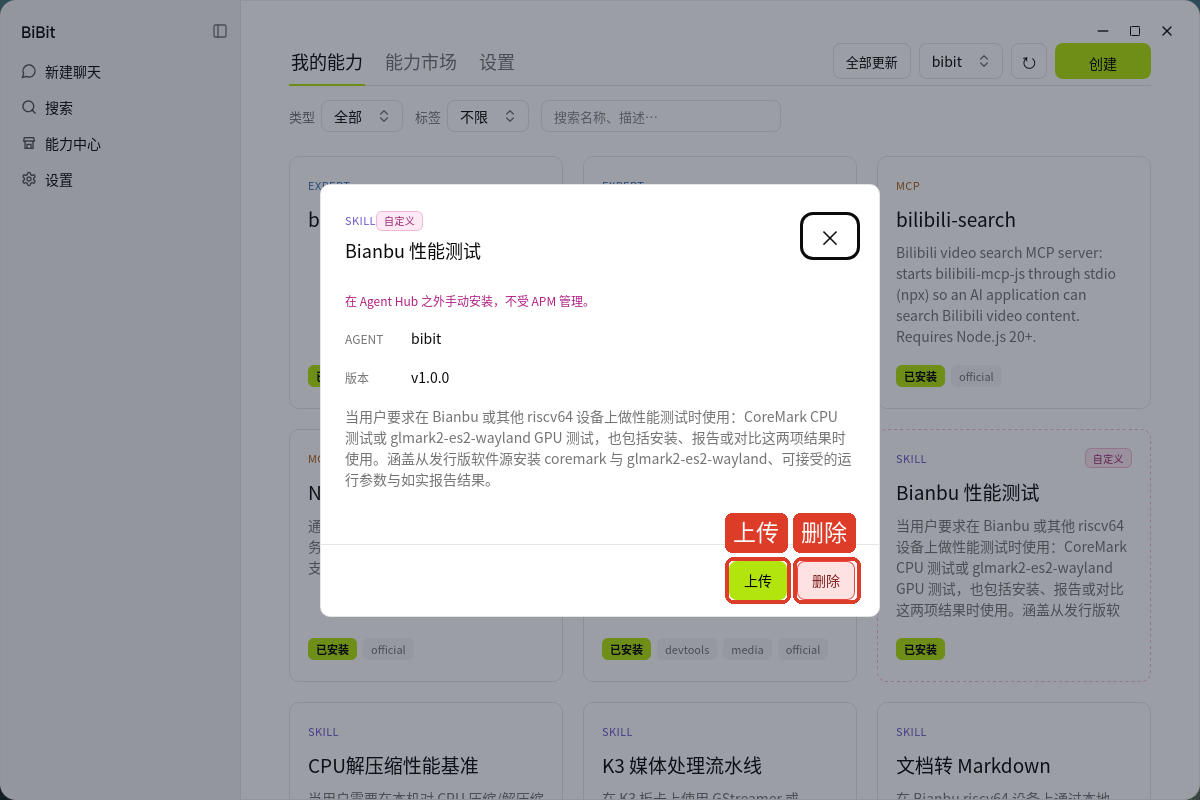 BiBit
新建聊天
搜索
能力中心
设置
我的能力 能力市场 设置
全部更新 bibit 创建
类型 全部 标签 不限 搜索名称、描述…
EXPERT
EXPERT
MCP
bilibili-search
Bilibili video search MCP server:
starts bilibili-mcp-js through stdio
(npx) so an AI application can
search Bilibili video content.
Requires Node.js 20+.
已安装 official
SKILL 自定义
Bianbu 性能测试
在 Agent Hub 之外手动安装，不受 APM 管理。
AGENT bibit
版本 v1.0.0
当用户要求在 Bianbu 或其他 riscv64 设备上做性能测试时使用：CoreMark CPU
测试或 glmark2-es2-wayland GPU 测试，也包括安装、报告或对比这两项结果时
使用。涵盖从发行版软件源安装 coremark 与 glmark2-es2-wayland、可接受的运
行参数与如实报告结果。
上传 删除
上传 删除
已安装 official
已安装 devtools media official
SKILL 自定义
Bianbu 性能测试
当用户要求在 Bianbu 或其他 riscv64
设备上做性能测试时使用：CoreMark
CPU 测试或 glmark2-es2-wayland
GPU 测试，也包括安装、报告或对比
这两项结果时使用。涵盖从发行版软
已安装
SKILL
CPU解压缩性能基准
SKILL
K3 媒体处理流水线
SKILL
文档转 Markdown